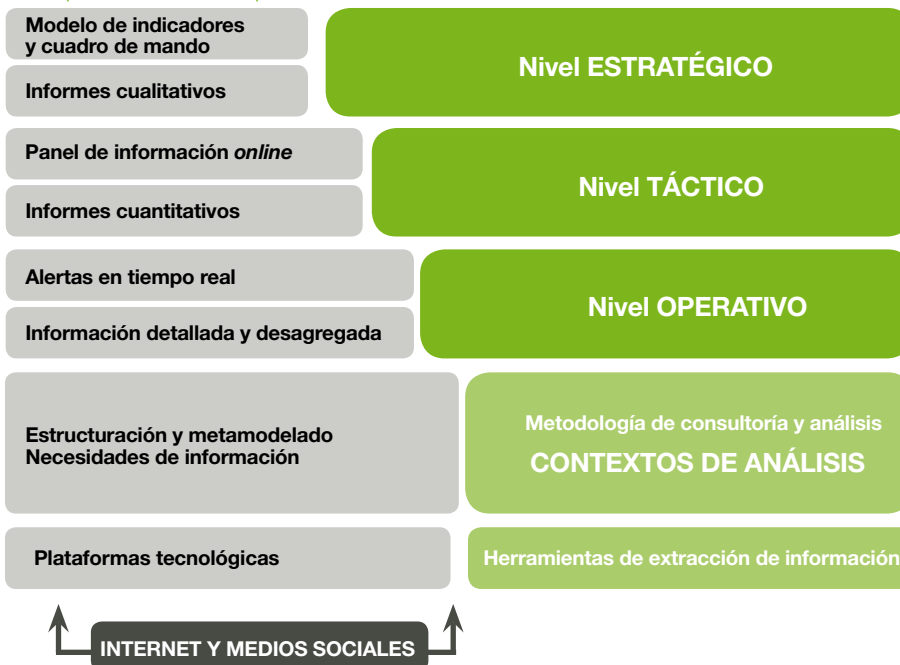 Modelo de indicadores
y cuadro de mando
Informes cualitativos
Nivel ESTRATÉGICO
Panel de información online
Informes cuantitativos
Nivel TÁCTICO
Alertas en tiempo real
Información detallada y desagregada
Nivel OPERATIVO
Estructuración y metamodelado
Necesidades de información
Metodología de consultoría y análisis
CONTEXTOS DE ANÁLISIS
Plataformas tecnológicas
Herramientas de extracción de información
INTERNET Y MEDIOS SOCIALES